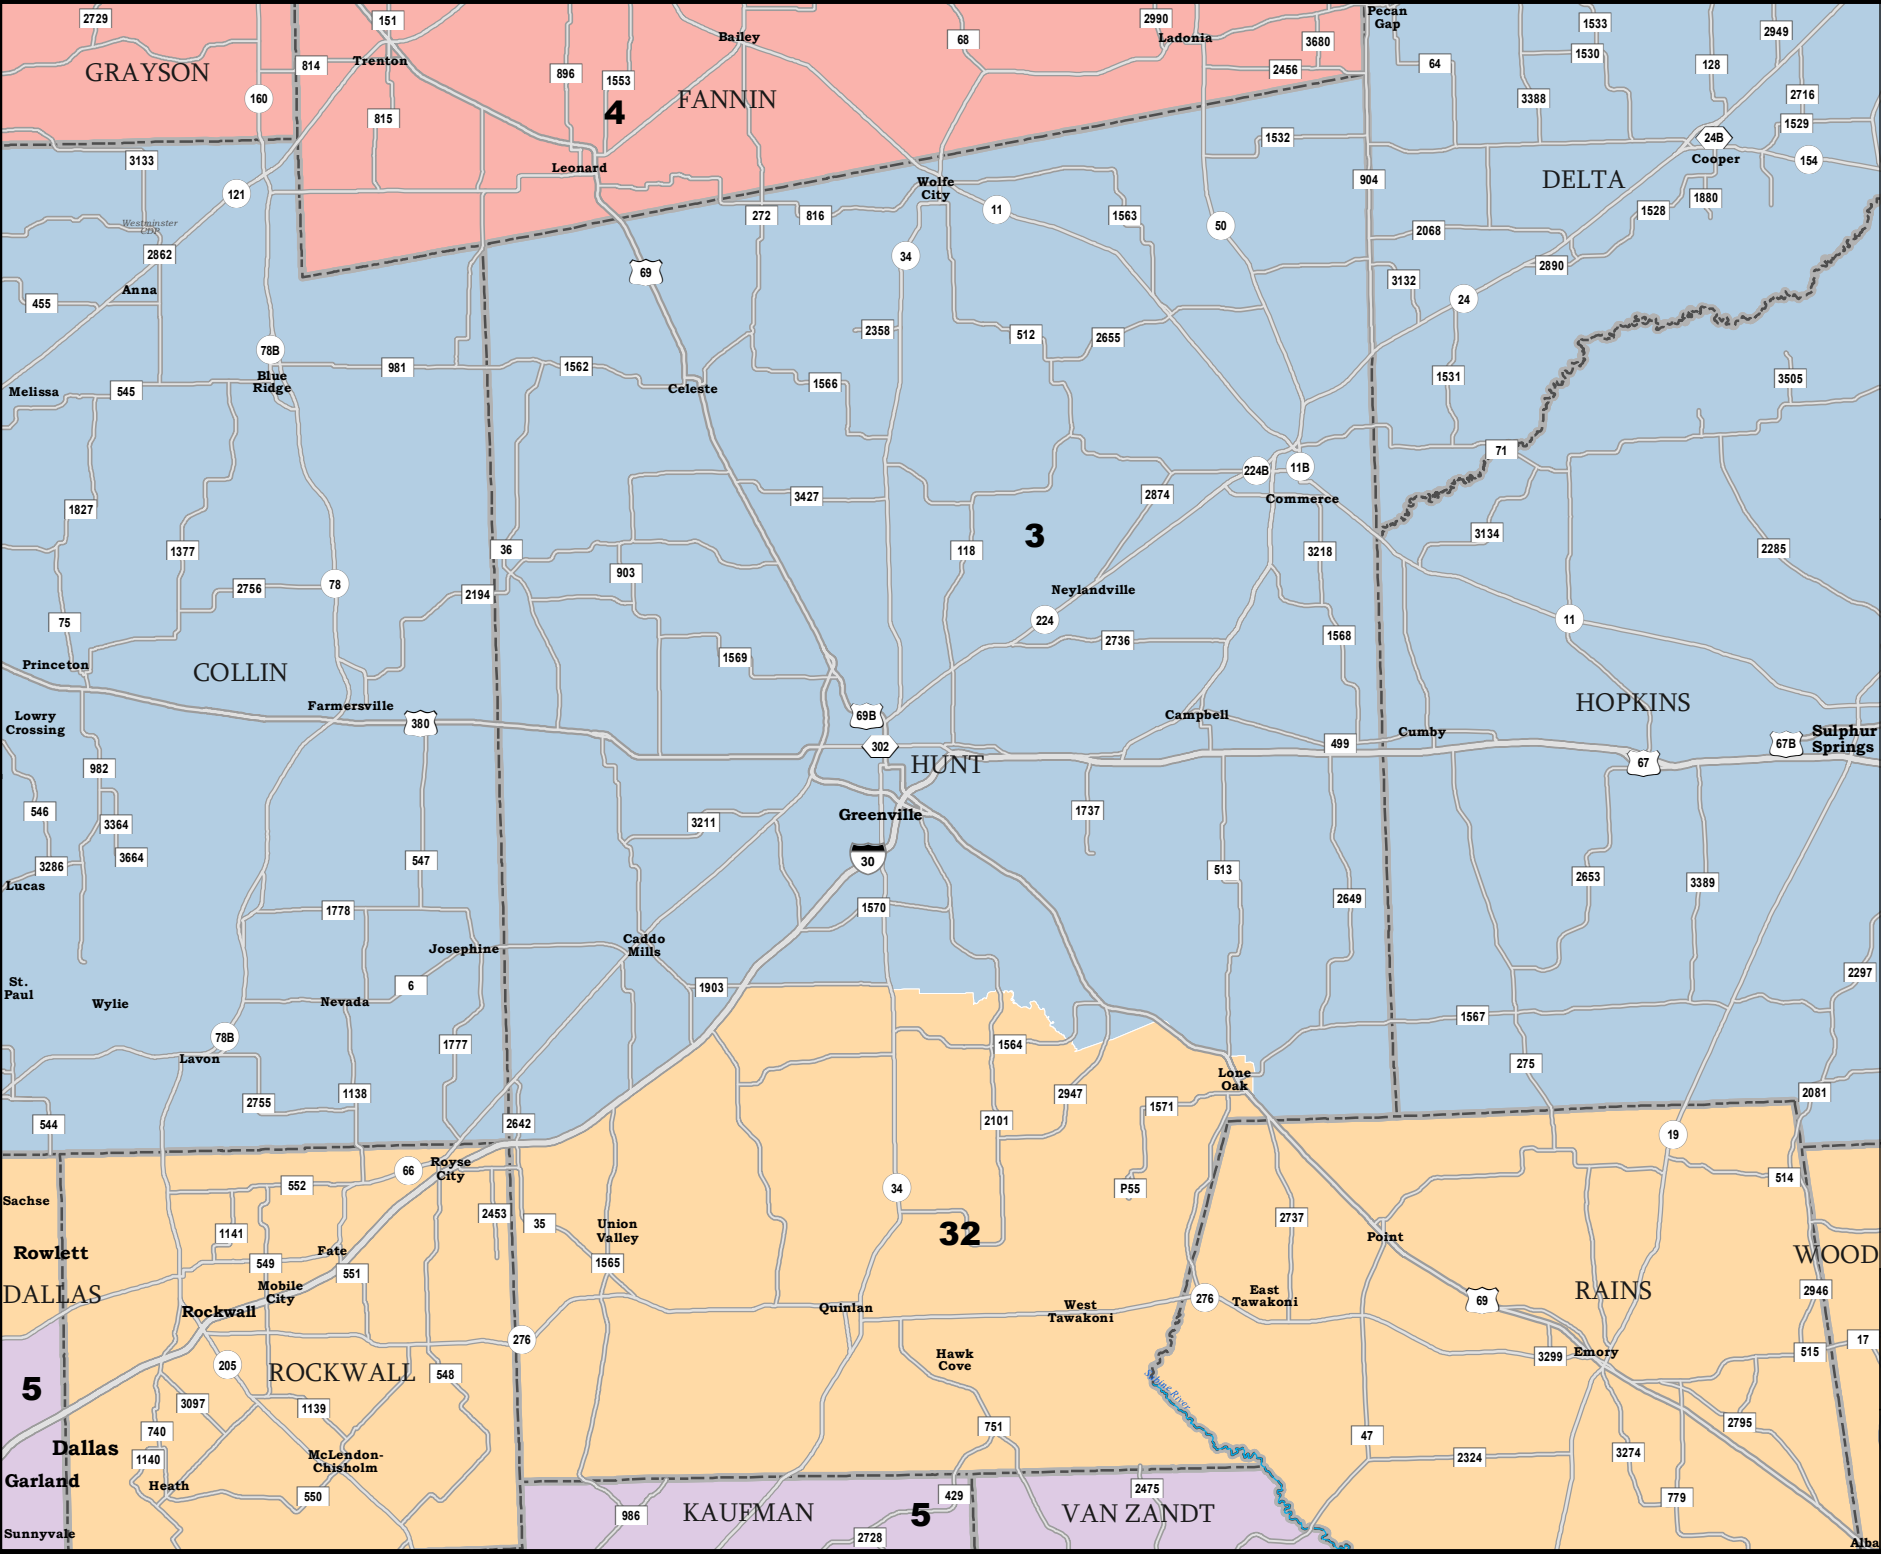 2729
151
Bailey
68
2990
Ladonia
3680
Pecan
Gap
1533
2949
GRAYSON
814
Trenton
896
1553
FANNIN
2456
64
1530
128
160
815
4
3388
2716
1529
3133
Leonard
1532
24B
Cooper
154
121
Wolfe
City
904
DELTA
1880
Westminster
CDP
272
816
11
1563
50
1528
2068
2862
34
2890
69
3132
Anna
455
24
2358
512
2655
78B
Blue
Ridge
981
1562
Celeste
1566
1531
3505
Melissa
545
71
224B
11B
Commerce
1827
3427
2874
3
3134
1377
36
118
3218
2285
903
2756
78
2194
Neylandville
75
224
11
2736
1568
Princeton
COLLIN
1569
HOPKINS
Farmersville
380
69B
Campbell
Lowry
Crossing
302
499
Cumby
67B
Sulphur
Springs
HUNT
67
982
546
3364
3211
Greenville
1737
3664
3286
547
30
513
2653
3389
Lucas
1778
1570
2649
Josephine
Caddo
Mills
6
1903
2297
St.
Paul
Wylie
Nevada
1567
78B
Lavon
1777
1564
275
Lone
Oak
2755
1138
2947
1571
2081
544
2642
2101
19
66
Royse
City
552
514
Sachse
34
P55
2453
35
Union
Valley
2737
1141
32
Point
Rowlett
Fate
549
551
1565
WOOD
DALLAS
Mobile
City
276
East
Tawakoni
RAINS
2946
Rockwall
Quinlan
West
Tawakoni
69
276
17
205
ROCKWALL
548
Hawk
Cove
3299
Emory
515
5
Sabine River
3097
1139
740
751
47
2795
Dallas
1140
McLendon-
Chisholm
2324
3274
Garland
Heath
550
429
2475
779
986
KAUFMAN
5
VAN ZANDT
Sunnyvale
2728
Alba